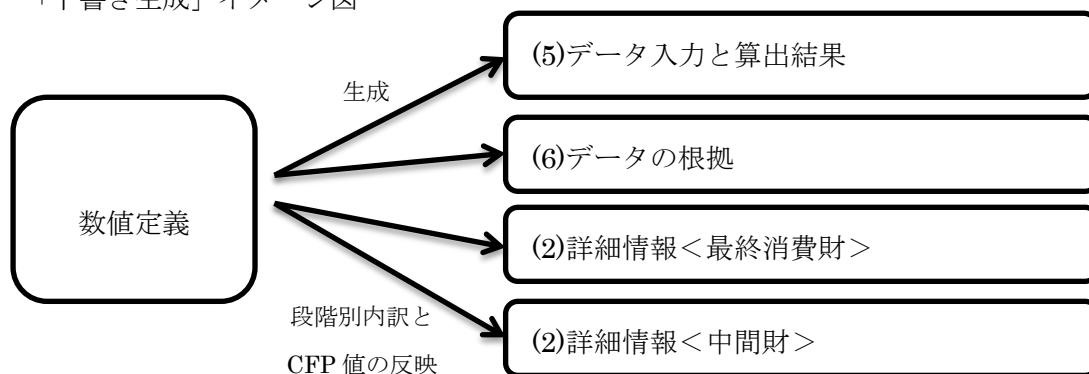 「下書き生成」イメージ図
(5)データ入力と算出結果
生成
(6)データの根拠
数値定義
(2)詳細情報＜最終消費財＞
段階別内訳と
CFP 値の反映
(2)詳細情報＜中間財＞